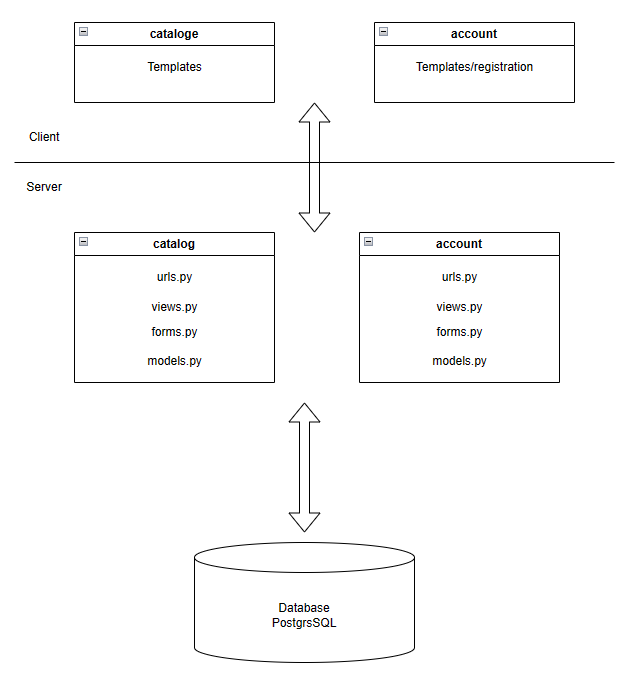 cataloge
Templates
account
Templates/registration
Client
Server
catalog
urls.py
views.py
forms.py
models.py
account
urls.py
views.py
forms.py
models.py
Database
PostgrsSQL